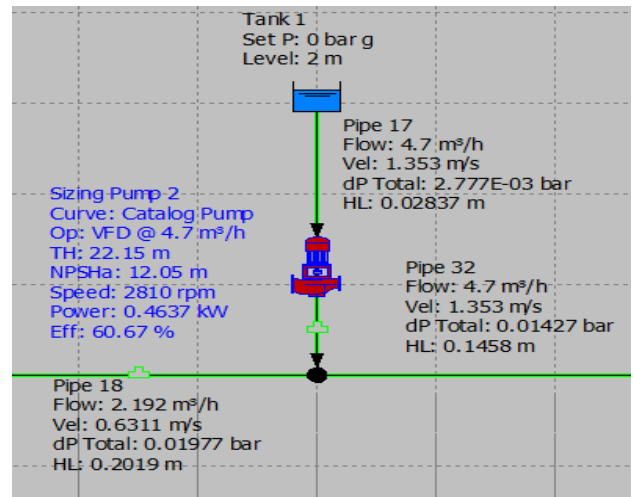 Tank 1
Set P: 0 bar g
Level: 2 m
Pipe 17
Flow: 4.7 m³/h
Vel: 1.353 m/s
dP Total: 2.777E-03 bar
HL: 0.02837 m
Sizing Pump 2
Curve: Catalog Pump
Op: VFD @ 4.7 m³/h
TH: 22.15 m
NPSHa: 12.05 m
Speed: 2810 rpm
Power: 0.4637 kW
Eff: 60.67 %
Pipe 32
Flow: 4.7 m³/h
Vel: 1.353 m/s
dP Total: 0.01427 bar
HL: 0.1458 m
Pipe 18
Flow: 2.192 m³/h
Vel: 0.6311 m/s
dP Total: 0.01977 bar
HL: 0.2019 m